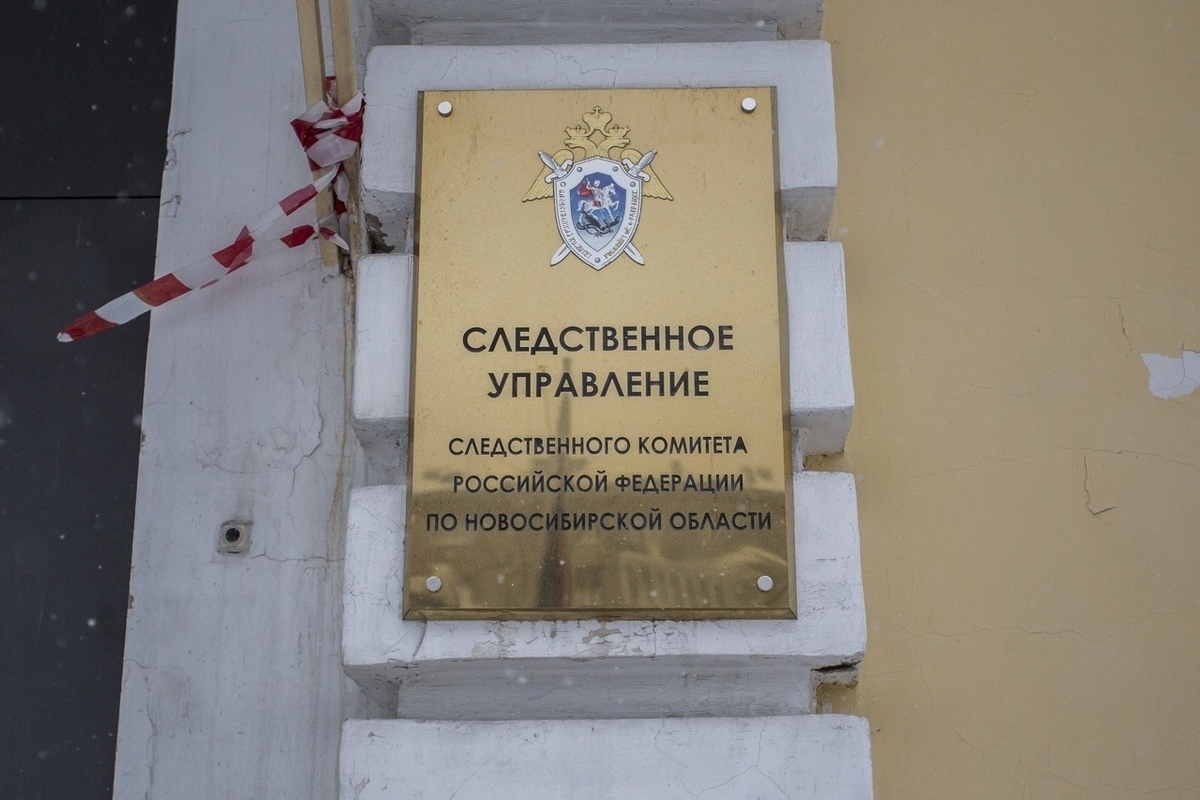 СЛЕДСТВЕННОЕ
УПРАВЛЕНИЕ
СЛЕДСТВЕННОГО КОМИТЕТА
РОССИЙСКОЙ ФЕДЕРАЦИИ
ПО НОВОСИБИРСКОЙ ОБЛАСТИ